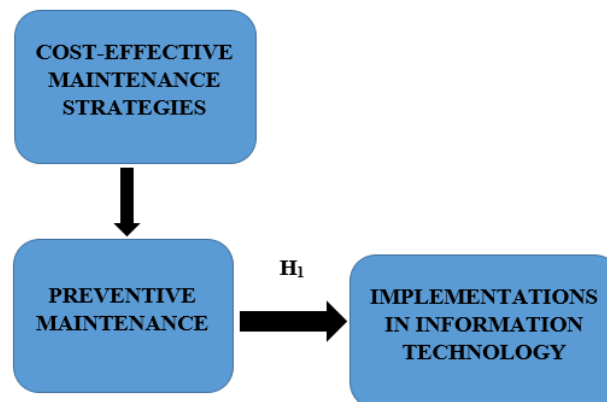 COST-EFFECTIVE
MAINTENANCE
STRATEGIES
H₁
PREVENTIVE
MAINTENANCE
IMPLEMENTATIONS
IN INFORMATION
TECHNOLOGY